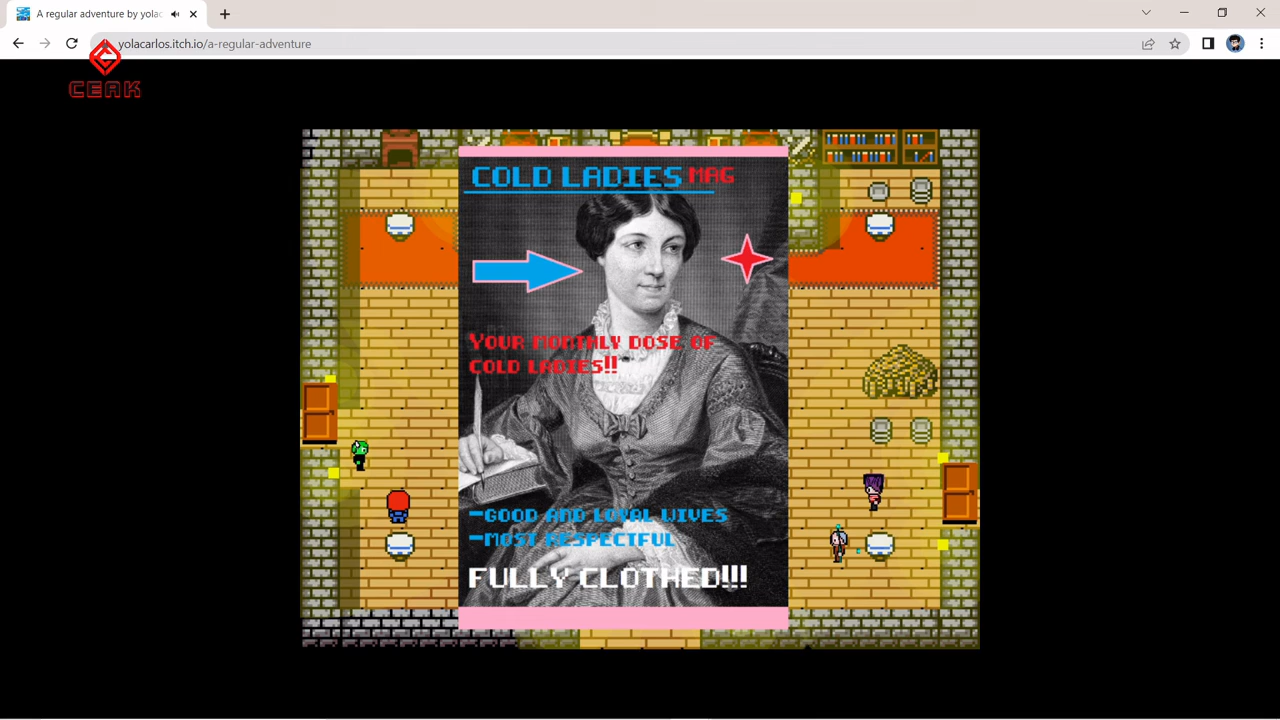 A regular adventure by yolac
yolacarlos.itch.io/a-regular-adventure
CEAK
COLD LADIES MAG
YOUR MONTHLY DOSE OF
COLD LADIES!!
-GOOD AND LOYAL WIVES
-MOST RESPECTFUL
FULLY CLOTHED!!!